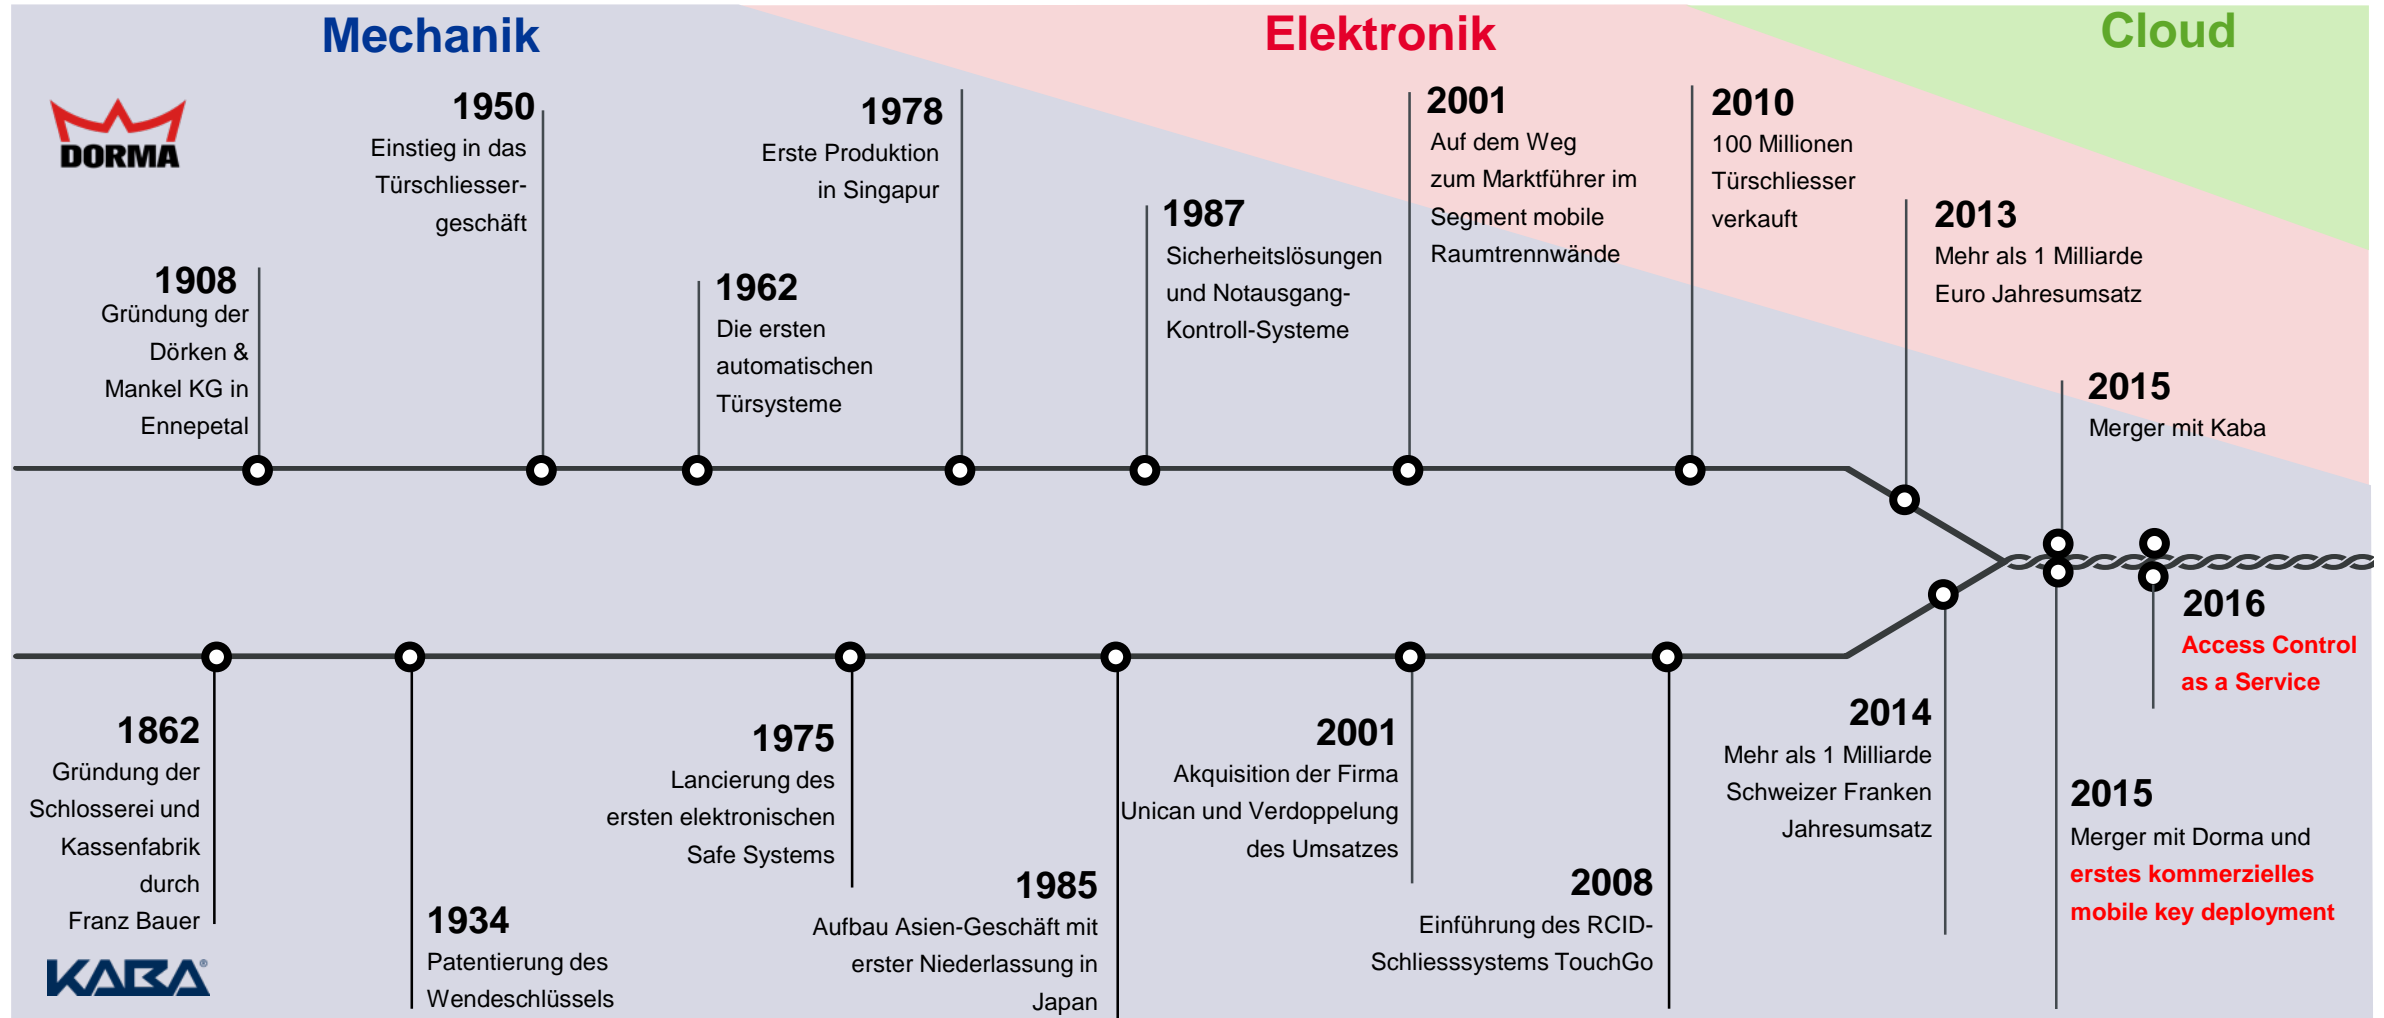 Mechanik
Elektronik
Cloud
DORMA
1908
Gründung der
Dörken &
Mankel KG in
Ennepetal
1950
Einstieg in das
Türschliesser-
geschäft
1962
Die ersten
automatischen
Türsysteme
1978
Erste Produktion
in Singapur
1987
Sicherheitslösungen
und Notausgang-
Kontroll-Systeme
2001
Auf dem Weg
zum Marktführer im
Segment mobile
Raumtrennwände
2010
100 Millionen
Türschliesser
verkauft
2013
Mehr als 1 Milliarde
Euro Jahresumsatz
2015
Merger mit Kaba
2016
Access Control
as a Service
1862
Gründung der
Schlosserei und
Kassenfabrik
durch
Franz Bauer
1934
Patentierung des
Wendeschlüssels
1975
Lancierung des
ersten elektronischen
Safe Systems
1985
Aufbau Asien-Geschäft mit
erster Niederlassung in
Japan
2001
Akquisition der Firma
Unican und Verdoppelung
des Umsatzes
2008
Einführung des RCID-
Schliesssystems TouchGo
2014
Mehr als 1 Milliarde
Schweizer Franken
Jahresumsatz
2015
Merger mit Dorma und
erstes kommerzielles
mobile key deployment
KABA®